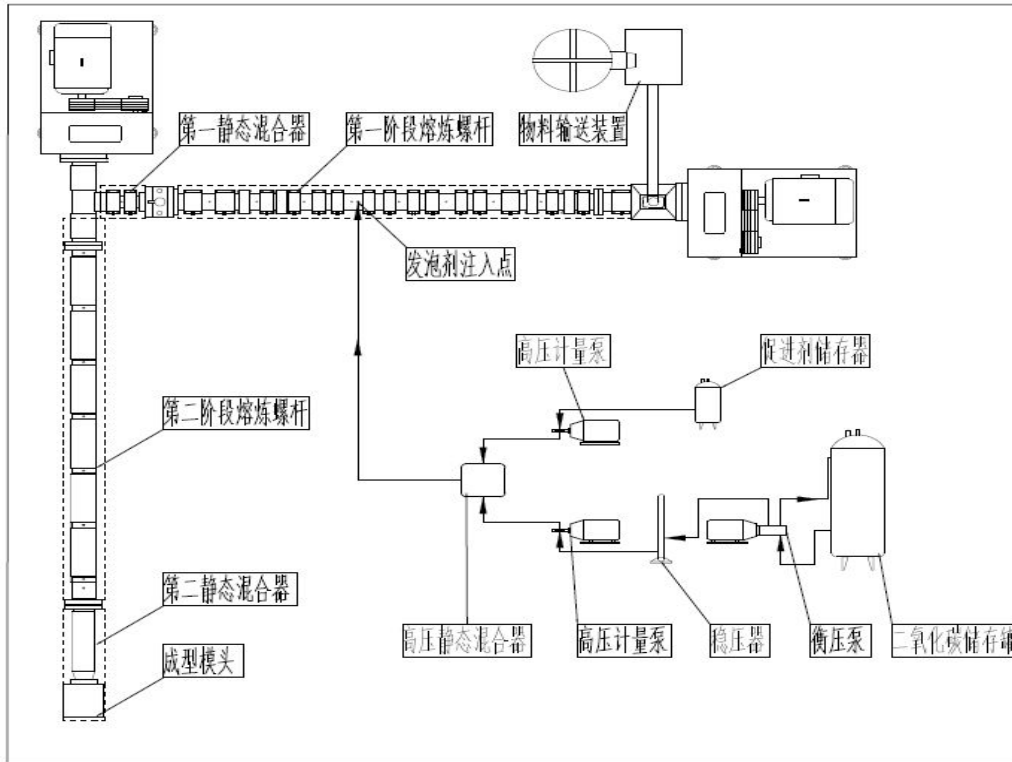 第一静态混合器
第一阶段熔炼螺杆
物料输送装置
发泡剂注入点
高压计量泵
促进剂储存器
第二阶段熔炼螺杆
第二静态混合器
高压静态混合器
高压计量泵
稳压器
衡压泵
二氧化碳储存罐
成型模头